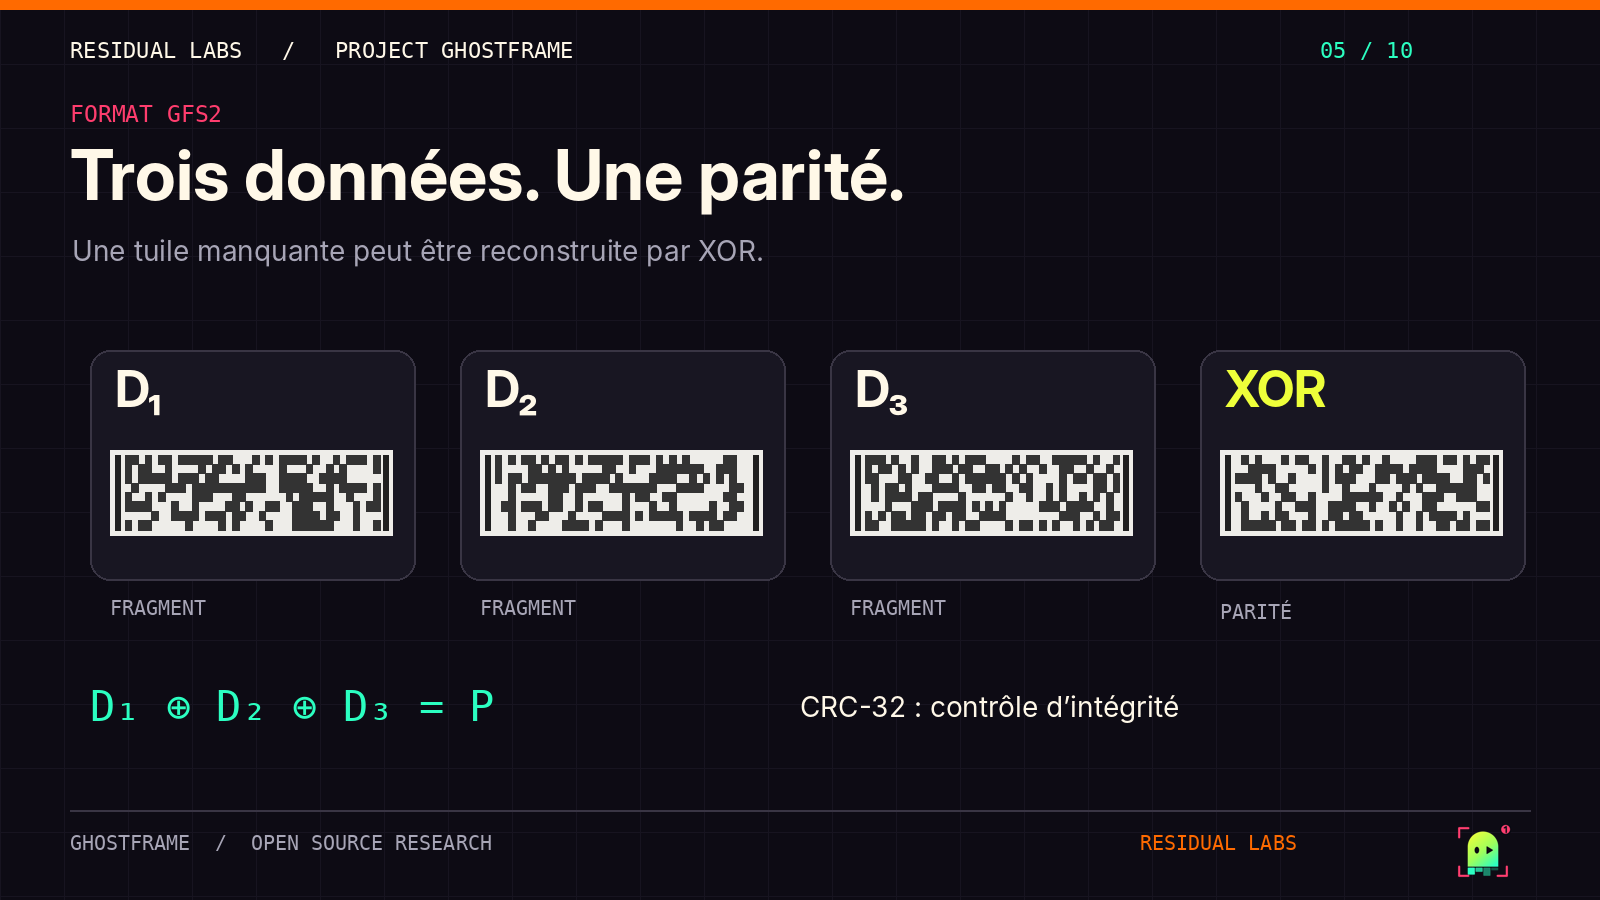 RESIDUAL LABS / PROJECT GHOSTFRAME
05 / 10
FORMAT GFS2
Trois données. Une parité.
Une tuile manquante peut être reconstruite par XOR.
D₁
D₂
D₃
XOR
FRAGMENT
FRAGMENT
FRAGMENT
PARITÉ
D₁ ⊕ D₂ ⊕ D₃ = P
CRC-32 : contrôle d’intégrité
GHOSTFRAME / OPEN SOURCE RESEARCH
RESIDUAL LABS